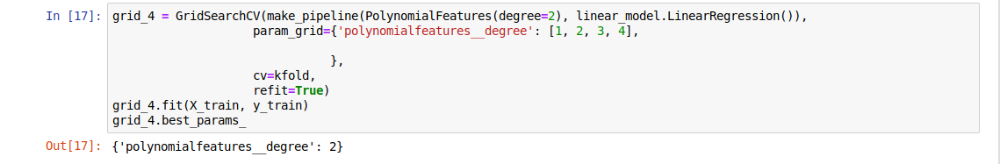 In [17]: grid_4 = GridSearchCV(make_pipeline(PolynomialFeatures(degree=2), linear_model.LinearRegression()),
param_grid={'polynomialfeatures__degree': [1, 2, 3, 4],
},
cv=kfold,
refit=True)
grid_4.fit(X_train, y_train)
grid_4.best_params_
Out[17]: {'polynomialfeatures__degree': 2}